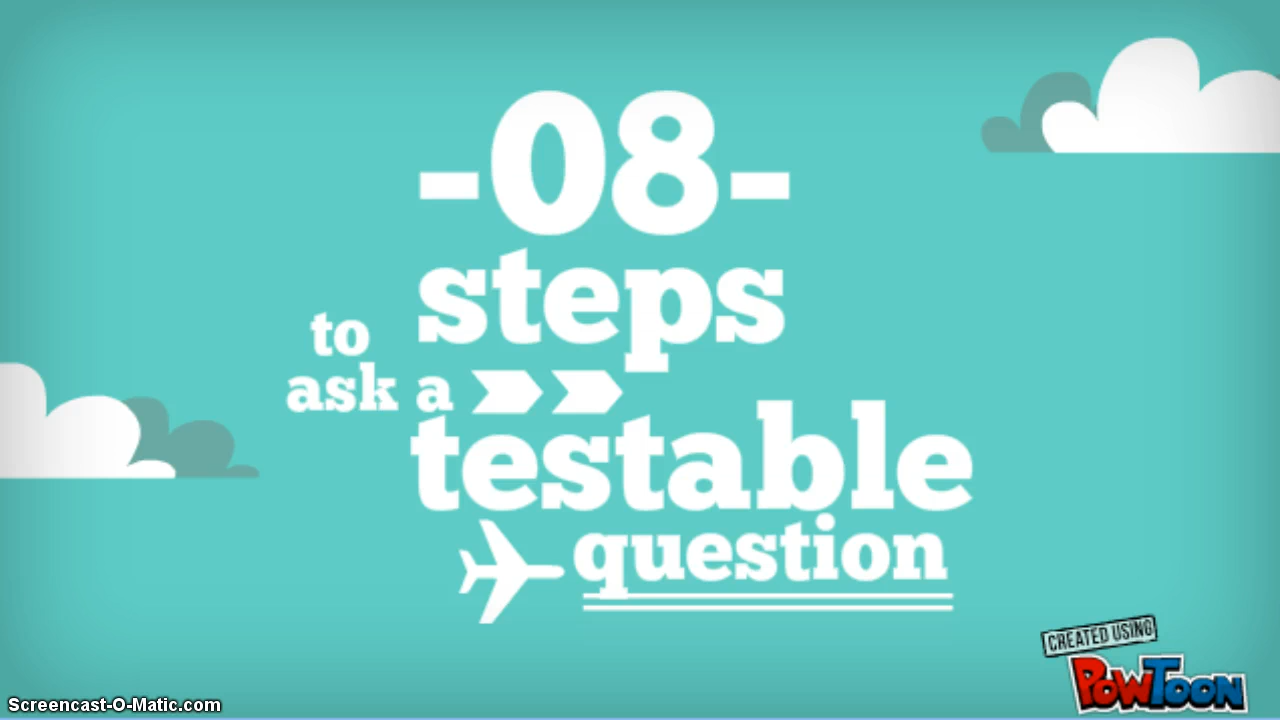 -08-
steps
to
ask a
testable
question
CREATED USING
PowToon
Screencast-O-Matic.com